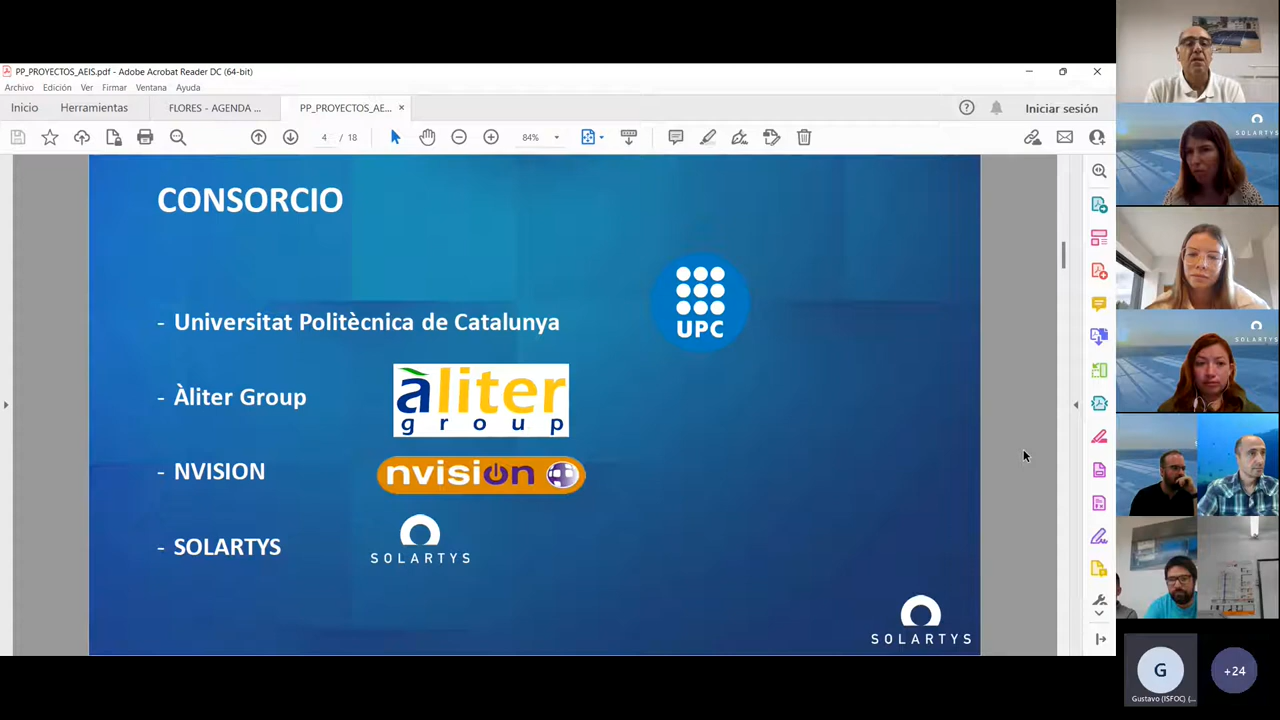 PP_PROYECTOS_AEIS.pdf - Adobe Acrobat Reader DC (64-bit)
Archivo Edición Ver Firmar Ventana Ayuda
Inicio Herramientas FLORES - AGENDA ... PP_PROYECTOS_AE... × Iniciar sesión
4 / 18 84%
CONSORCIO
- Universitat Politècnica de Catalunya
UPC
- Àliter Group
àliter
group
- NVISION
nvision
- SOLARTYS
SOLARTYS
SOLARTYS
SOLARTYS
SOLARTYS
G
+24
Gustavo (ISFOC) (...